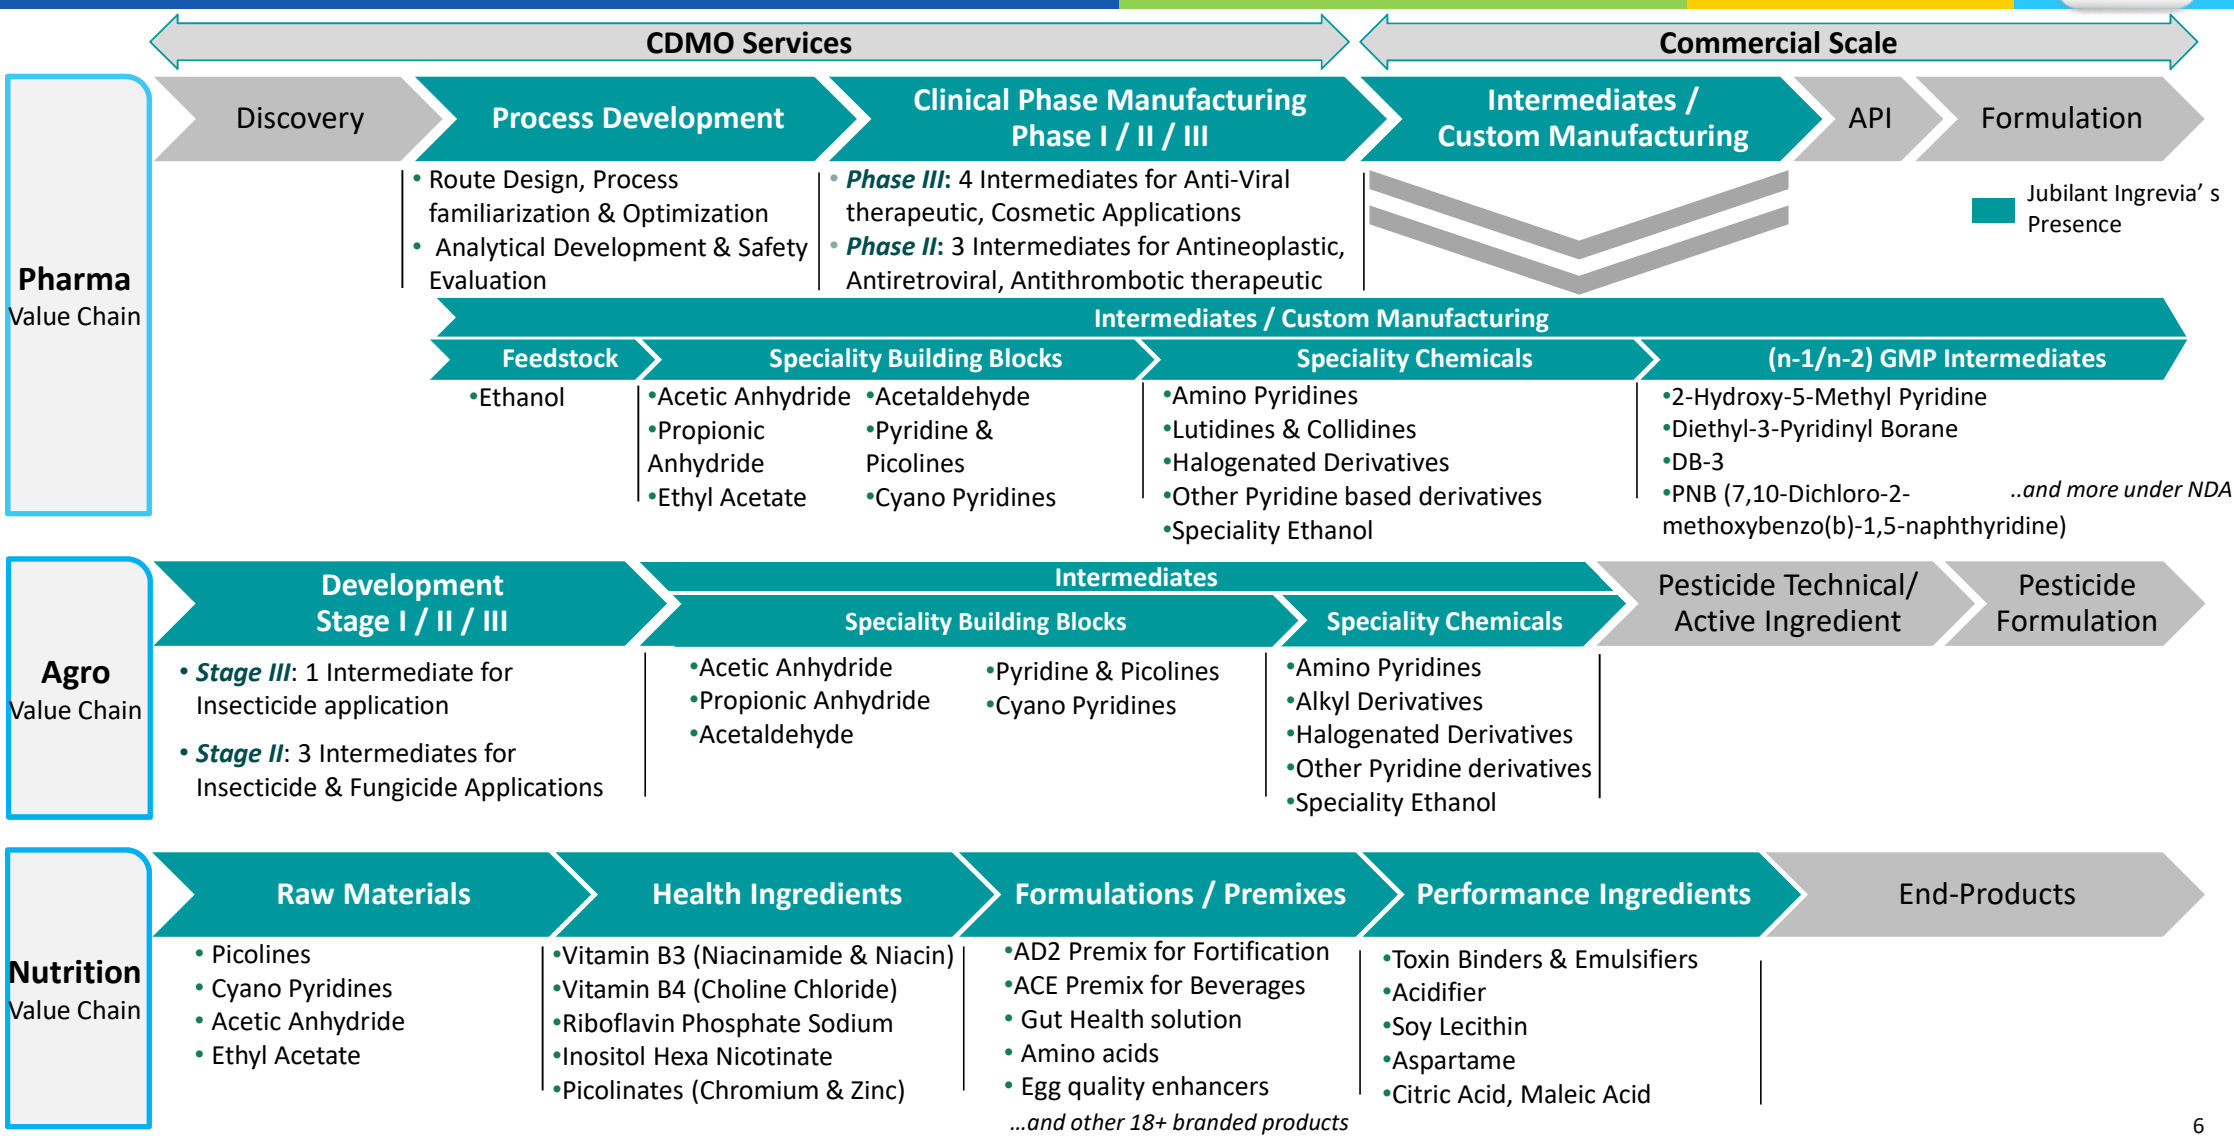 CDMO Services
Commercial Scale
Discovery
Process Development
Clinical Phase Manufacturing
Phase I / II / III
Intermediates /
Custom Manufacturing
API
Formulation
Pharma
Value Chain
• Route Design, Process
familiarization & Optimization
• Analytical Development & Safety
Evaluation
• Phase III: 4 Intermediates for Anti-Viral
therapeutic, Cosmetic Applications
• Phase II: 3 Intermediates for Antineoplastic,
Antiretroviral, Antithrombotic therapeutic
Jubilant Ingrevia' s
Presence
Intermediates / Custom Manufacturing
Feedstock
Speciality Building Blocks
Speciality Chemicals
(n-1/n-2) GMP Intermediates
•Ethanol
•Acetic Anhydride
•Propionic
Anhydride
•Ethyl Acetate
•Acetaldehyde
•Pyridine &
Picolines
•Cyano Pyridines
•Amino Pyridines
•Lutidines & Collidines
•Halogenated Derivatives
•Other Pyridine based derivatives
•Speciality Ethanol
•2-Hydroxy-5-Methyl Pyridine
•Diethyl-3-Pyridinyl Borane
•DB-3
•PNB (7,10-Dichloro-2-
methoxybenzo(b)-1,5-naphthyridine)
..and more under NDA
Agro
Value Chain
Development
Stage I / II / III
Intermediates
Speciality Building Blocks
Speciality Chemicals
Pesticide Technical/
Active Ingredient
Pesticide
Formulation
• Stage III: 1 Intermediate for
Insecticide application
• Stage II: 3 Intermediates for
Insecticide & Fungicide Applications
•Acetic Anhydride
•Propionic Anhydride
•Acetaldehyde
•Pyridine & Picolines
•Cyano Pyridines
•Amino Pyridines
•Alkyl Derivatives
•Halogenated Derivatives
•Other Pyridine derivatives
•Speciality Ethanol
Nutrition
Value Chain
Raw Materials
Health Ingredients
Formulations / Premixes
Performance Ingredients
End-Products
• Picolines
• Cyano Pyridines
• Acetic Anhydride
• Ethyl Acetate
•Vitamin B3 (Niacinamide & Niacin)
•Vitamin B4 (Choline Chloride)
•Riboflavin Phosphate Sodium
•Inositol Hexa Nicotinate
•Picolinates (Chromium & Zinc)
•AD2 Premix for Fortification
•ACE Premix for Beverages
• Gut Health solution
• Amino acids
• Egg quality enhancers
...and other 18+ branded products
•Toxin Binders & Emulsifiers
•Acidifier
•Soy Lecithin
•Aspartame
•Citric Acid, Maleic Acid
6